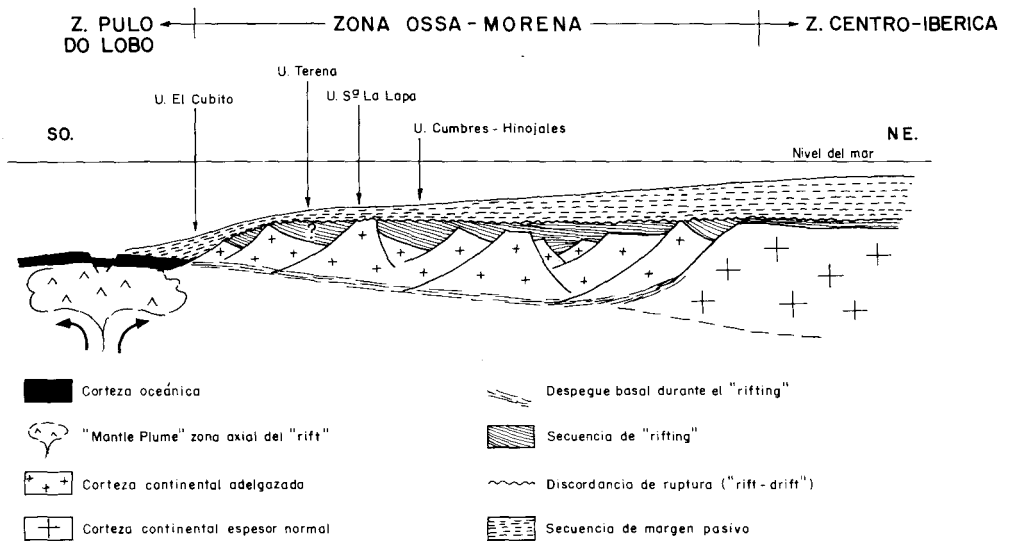 Z. PULO DO LOBO
ZONA OSSA-MORENA
Z. CENTRO-IBERICA
U. Terena
U. El Cubito
U. Sª La Lapa
U. Cumbres-Hinojales
SO.
NE.
Nivel del mar
?
Corteza oceánica
"Mantle Plume" zona axial del "rift"
Corteza continental adelgazada
Corteza continental espesor normal
Despegue basal durante el "rifting"
Secuencia de "rifting"
Discordancia de ruptura ("rift-drift")
Secuencia de margen pasivo